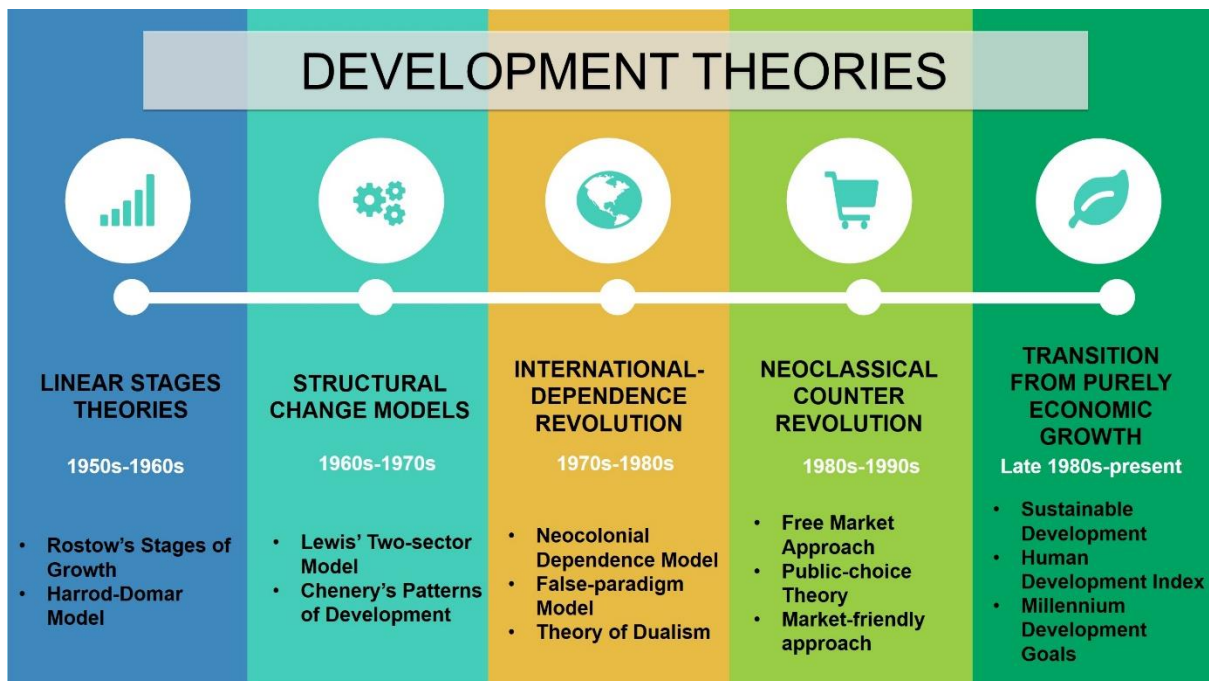 DEVELOPMENT THEORIES
LINEAR STAGES
THEORIES
1950s-1960s
• Rostow's Stages of
Growth
• Harrod-Domar
Model
STRUCTURAL
CHANGE MODELS
1960s-1970s
• Lewis' Two-sector
Model
• Chenery's Patterns
of Development
INTERNATIONAL-
DEPENDENCE
REVOLUTION
1970s-1980s
• Neocolonial
Dependence Model
• False-paradigm
Model
• Theory of Dualism
NEOCLASSICAL
COUNTER
REVOLUTION
1980s-1990s
• Free Market
Approach
• Public-choice
Theory
• Market-friendly
approach
TRANSITION
FROM PURELY
ECONOMIC
GROWTH
Late 1980s-present
• Sustainable
Development
• Human
Development Index
• Millennium
Development
Goals